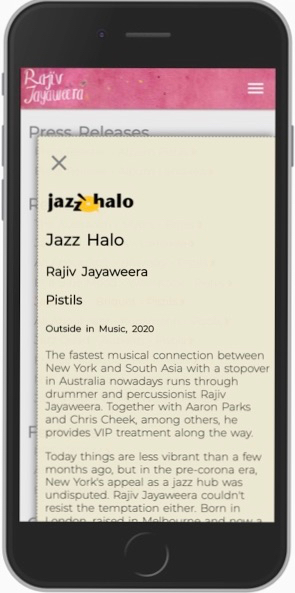 Rajiv
Jayaweera
Press Releases
jazz halo
Jazz Halo
Rajiv Jayaweera
Pistils
Outside in Music, 2020
The fastest musical connection between
New York and South Asia with a stopover
in Australia nowadays runs through
drummer and percussionist Rajiv
Jayaweera. Together with Aaron Parks
and Chris Cheek, among others, he
provides VIP treatment along the way.
Today things are less vibrant than a few
months ago, but in the pre-corona era,
New York's appeal as a jazz hub was
undisputed. Rajiv Jayaweera couldn't
resist the temptation either. Born in
London, raised in Melbourne and now a